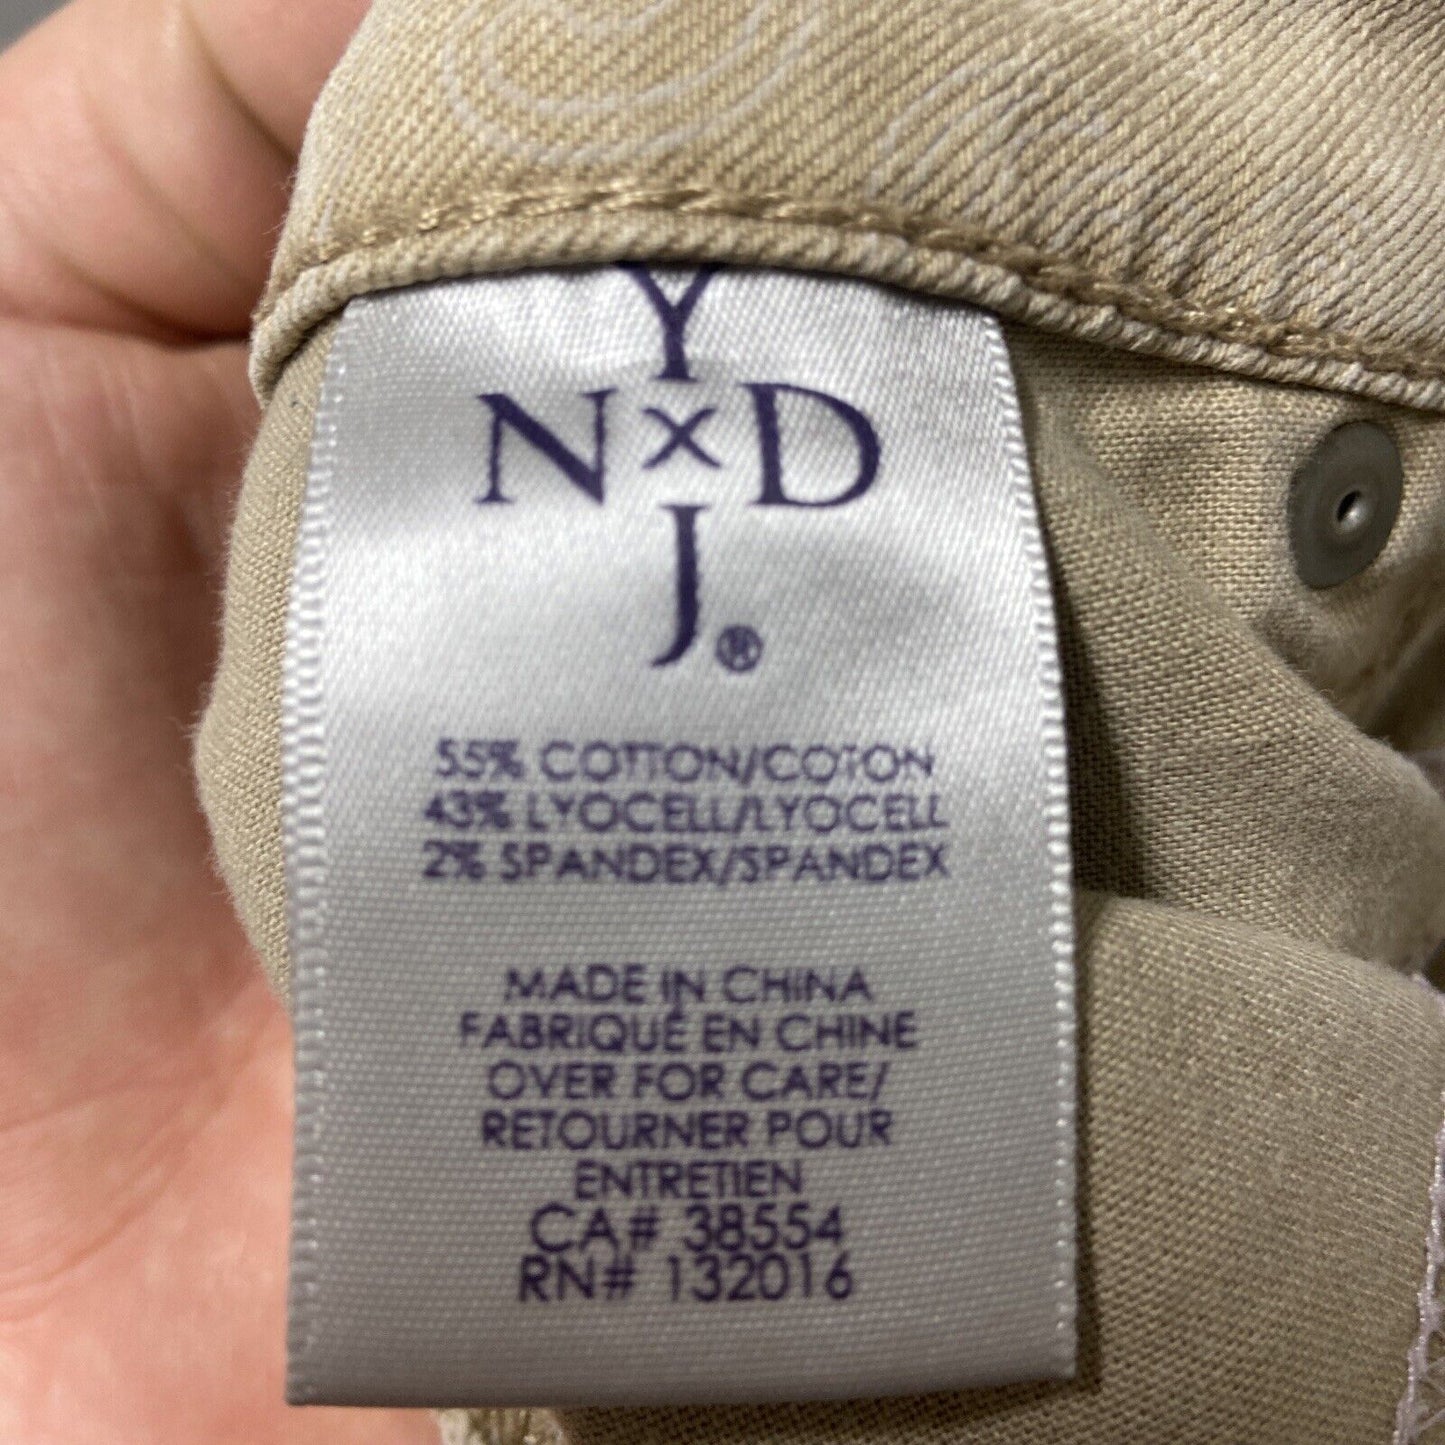 Y
N X D
J®
55% COTTON/COTON
43% LYOCELL/LYOCELL
2% SPANDEX/SPANDEX
MADE IN CHINA
FABRIQUÉ EN CHINE
OVER FOR CARE/
RETOURNER POUR
ENTRETIEN
CA# 38554
RN# 132016